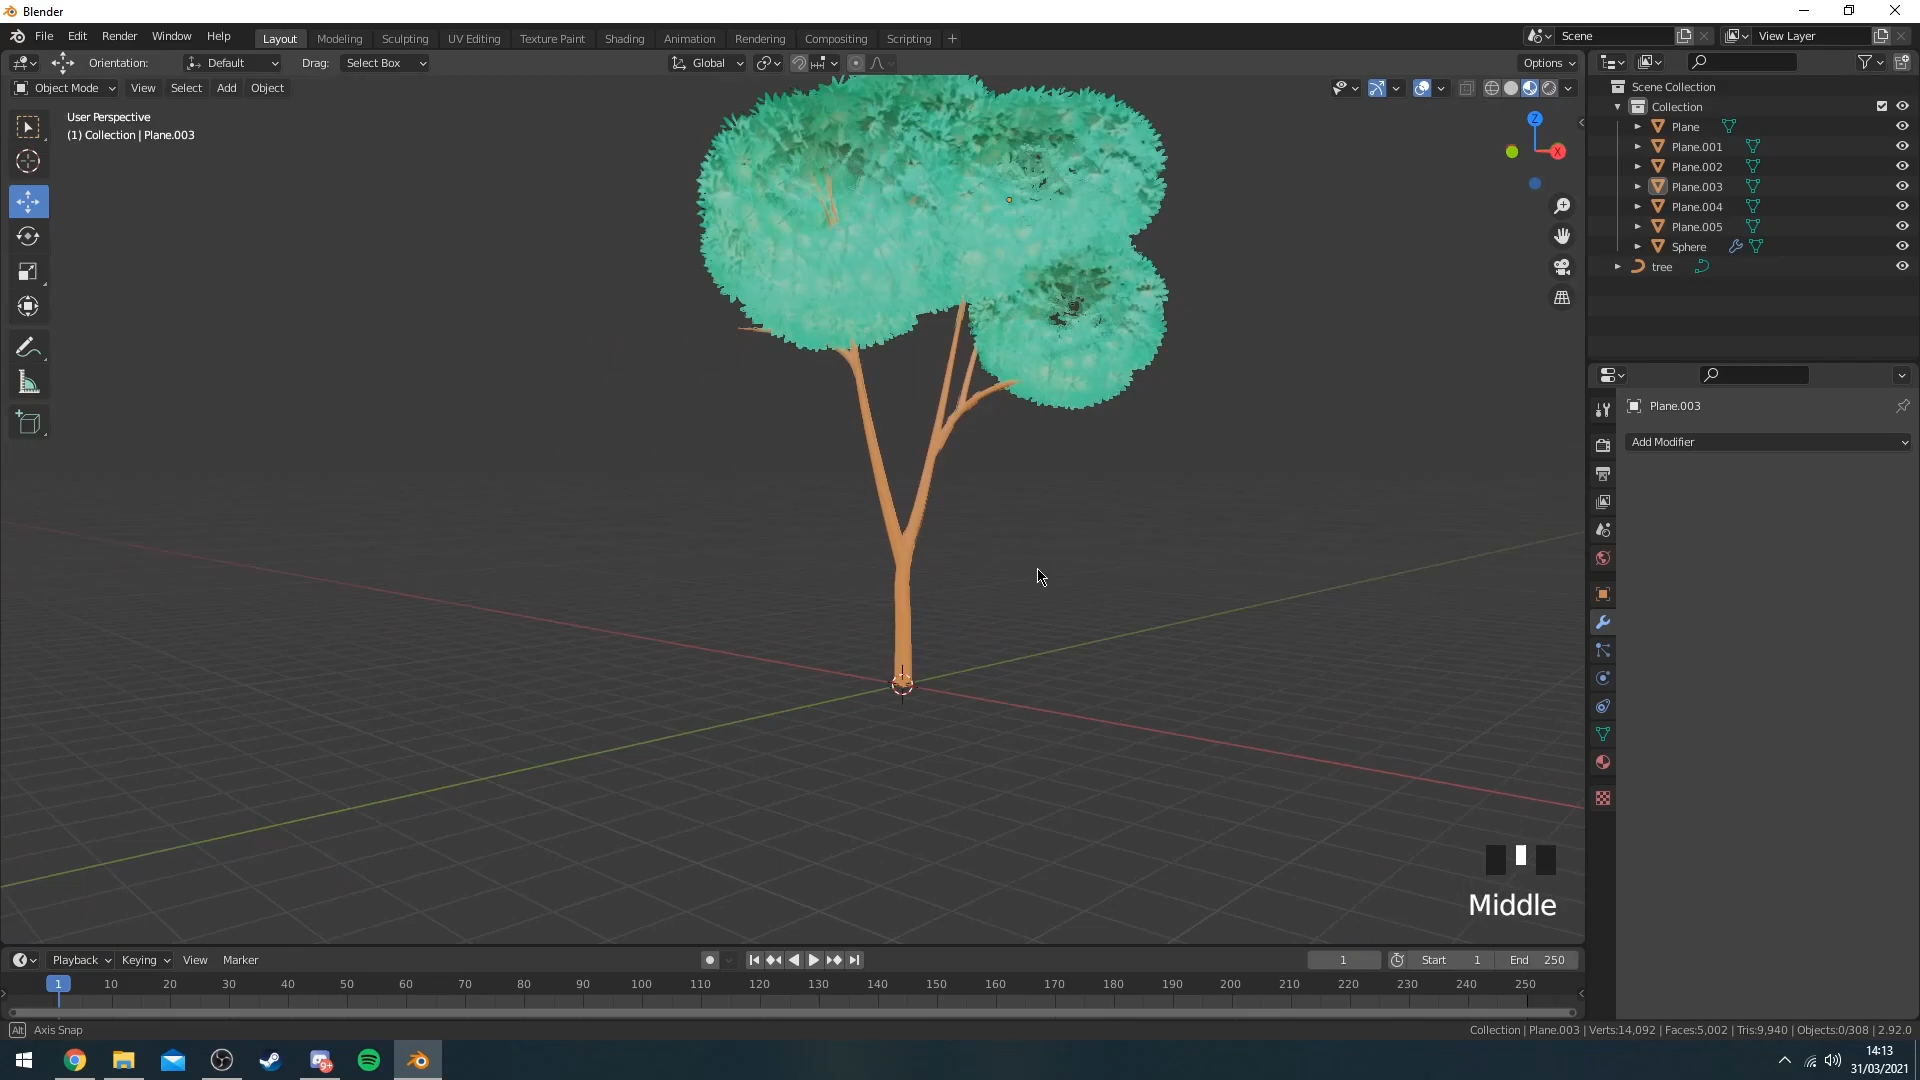 Blender
File Edit Render Window Help
Layout Modeling Sculpting UV Editing Texture Paint Shading Animation Rendering Compositing Scripting +
Scene
View Layer
Orientation: Default Drag: Select Box
Global
Options
Object Mode View Select Add Object
User Perspective
(1) Collection | Plane.003
Z
X
Scene Collection
Collection
Plane
Plane.001
Plane.002
Plane.003
Plane.004
Plane.005
Sphere
tree
Plane.003
Add Modifier
Middle
Playback Keying View Marker
1
Start 1
End 250
1 10 20 30 40 50 60 70 80 90 100 110 120 130 140 150 160 170 180 190 200 210 220 230 240 250
Alt Axis Snap
Collection | Plane.003 | Verts:14,092 | Faces:5,002 | Tris:9,940 | Objects:0/308 | 2.92.0
9+
14:13
31/03/2021